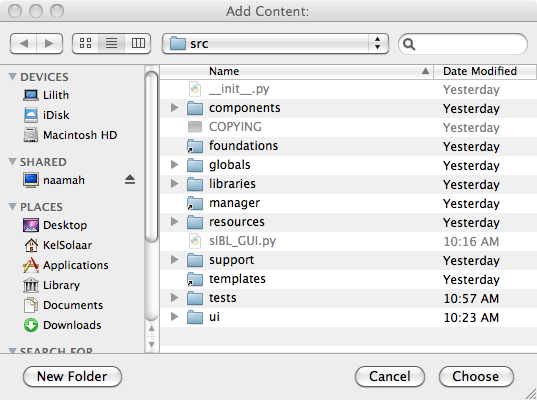 Add Content:
src
Name Date Modified
DEVICES
Lilith
iDisk
Macintosh HD
SHARED
naamah
PLACES
Desktop
KelSolaar
Applications
Library
Documents
Downloads
SEARCH FOR
__init__.py Yesterday
components Yesterday
COPYING Yesterday
foundations Yesterday
globals Yesterday
libraries Yesterday
manager Yesterday
resources Yesterday
sIBL_GUI.py 10:16 AM
support Yesterday
templates Yesterday
tests 10:57 AM
ui 10:23 AM
New Folder Cancel Choose